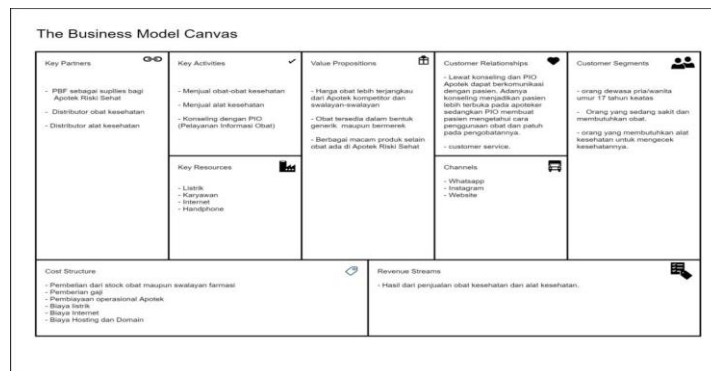 The Business Model Canvas
Key Partners
- PBF sebagai suplies bagi
Apotek Riski Sehat
- Distributor obat kesehatan
- Distributor alat kesehatan
Key Activities
- Menjual obat-obat kesehatan
- Menjual alat kesehatan
- Konseling dengan PIO
(Pelayanan Informasi Obat)
Key Resources
- Listrik
- Karyawan
- Internet
- Handphone
Value Propositions
- Harga obat lebih terjangkau
dari Apotek kompetitor dan
swalayan-swalayan
- Obat tersedia dalam bentuk
generik maupun bermerek
- Berbagai macam produk selain
obat ada di Apotek Riski Sehat
Customer Relationships
- Lewat konseling dan PIO
Apotek dapat berkomunikasi
dengan pasien. Adanya
konseling menjadikan pasien
lebih terbuka pada apoteker
sedangkan PIO membuat
pasien mengetahui cara
penggunaan obat dan patuh
pada pengobatannya.
- customer service.
Channels
- Whatsapp
- Instagram
- Website
Customer Segments
- orang dewasa pria/wanita
umur 17 tahun keatas
- Orang yang sedang sakit dan
membutuhkan obat.
- orang yang membutuhkan alat
kesehatan untuk mengecek
kesehatannya.
Cost Structure
- Pembelian dari stock obat maupun swalayan farmasi
- Pemberian gaji
- Pembiayaan operasional Apotek
- Biaya listrik
- Biaya Internet
- Biaya Hosting dan Domain
Revenue Streams
- Hasil dari penjualan obat kesehatan dan alat kesehatan.